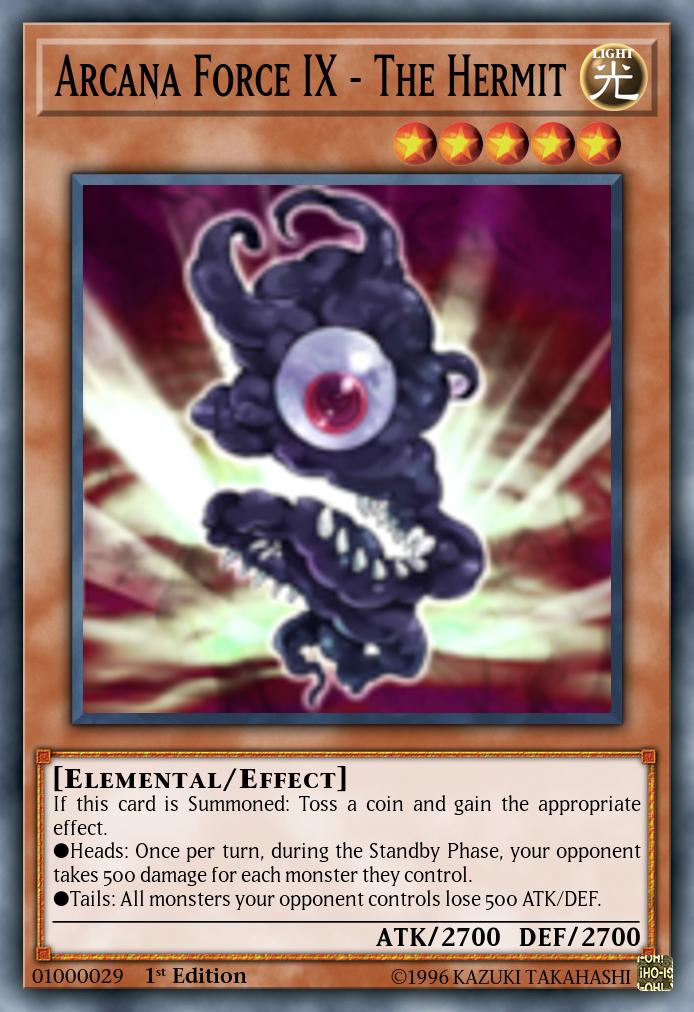 Arcana Force IX - The Hermit
LIGHT
光
[Elemental/Effect]
If this card is Summoned: Toss a coin and gain the appropriate
effect.
●Heads: Once per turn, during the Standby Phase, your opponent
takes 500 damage for each monster they control.
●Tails: All monsters your opponent controls lose 500 ATK/DEF.
ATK/2700 DEF/2700
01000029 1st Edition ©1996 KAZUKI TAKAHASHI